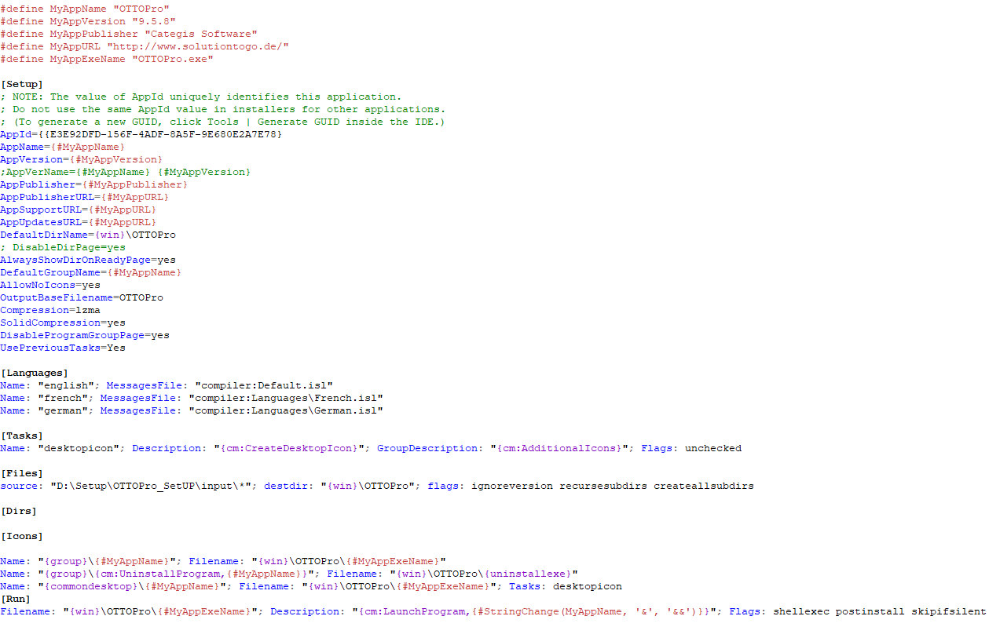 #define MyAppName "OTTOPro"
#define MyAppVersion "9.5.8"
#define MyAppPublisher "Categis Software"
#define MyAppURL "http://www.solutiontogo.de/"
#define MyAppExeName "OTTOPro.exe"
[Setup]
; NOTE: The value of AppId uniquely identifies this application.
; Do not use the same AppId value in installers for other applications.
; (To generate a new GUID, click Tools | Generate GUID inside the IDE.)
AppId={{E3E92DFD-156F-4ADF-8A5F-9E680E2A7E78}
AppName={#MyAppName}
AppVersion={#MyAppVersion}
;AppVerName={#MyAppName} {#MyAppVersion}
AppPublisher={#MyAppPublisher}
AppPublisherURL={#MyAppURL}
AppSupportURL={#MyAppURL}
AppUpdatesURL={#MyAppURL}
DefaultDirName={win}\OTTOPro
; DisableDirPage=yes
AlwaysShowDirOnReadyPage=yes
DefaultGroupName={#MyAppName}
AllowNoIcons=yes
OutputBaseFilename=OTTOPro
Compression=lzma
SolidCompression=yes
DisableProgramGroupPage=yes
UsePreviousTasks=Yes
[Languages]
Name: "english"; MessagesFile: "compiler:Default.isl"
Name: "french"; MessagesFile: "compiler:Languages\French.isl"
Name: "german"; MessagesFile: "compiler:Languages\German.isl"
[Tasks]
Name: "desktopicon"; Description: "{cm:CreateDesktopIcon}"; GroupDescription: "{cm:AdditionalIcons}"; Flags: unchecked
[Files]
source: "D:\Setup\OTTOPro_SetUP\input\*"; destdir: "{win}\OTTOPro"; flags: ignoreversion recursesubdirs createallsubdirs
[Dirs]
[Icons]
Name: "{group}\{#MyAppName}"; Filename: "{win}\OTTOPro\{#MyAppExeName}"
Name: "{group}\{cm:UninstallProgram,{#MyAppName}}"; Filename: "{win}\OTTOPro\{uninstallexe}"
Name: "{commondesktop}\{#MyAppName}"; Filename: "{win}\OTTOPro\{#MyAppExeName}"; Tasks: desktopicon
[Run]
Filename: "{win}\OTTOPro\{#MyAppExeName}"; Description: "{cm:LaunchProgram,{#StringChange(MyAppName, '&', '&&')}}"; Flags: shellexec postinstall skipifsilent